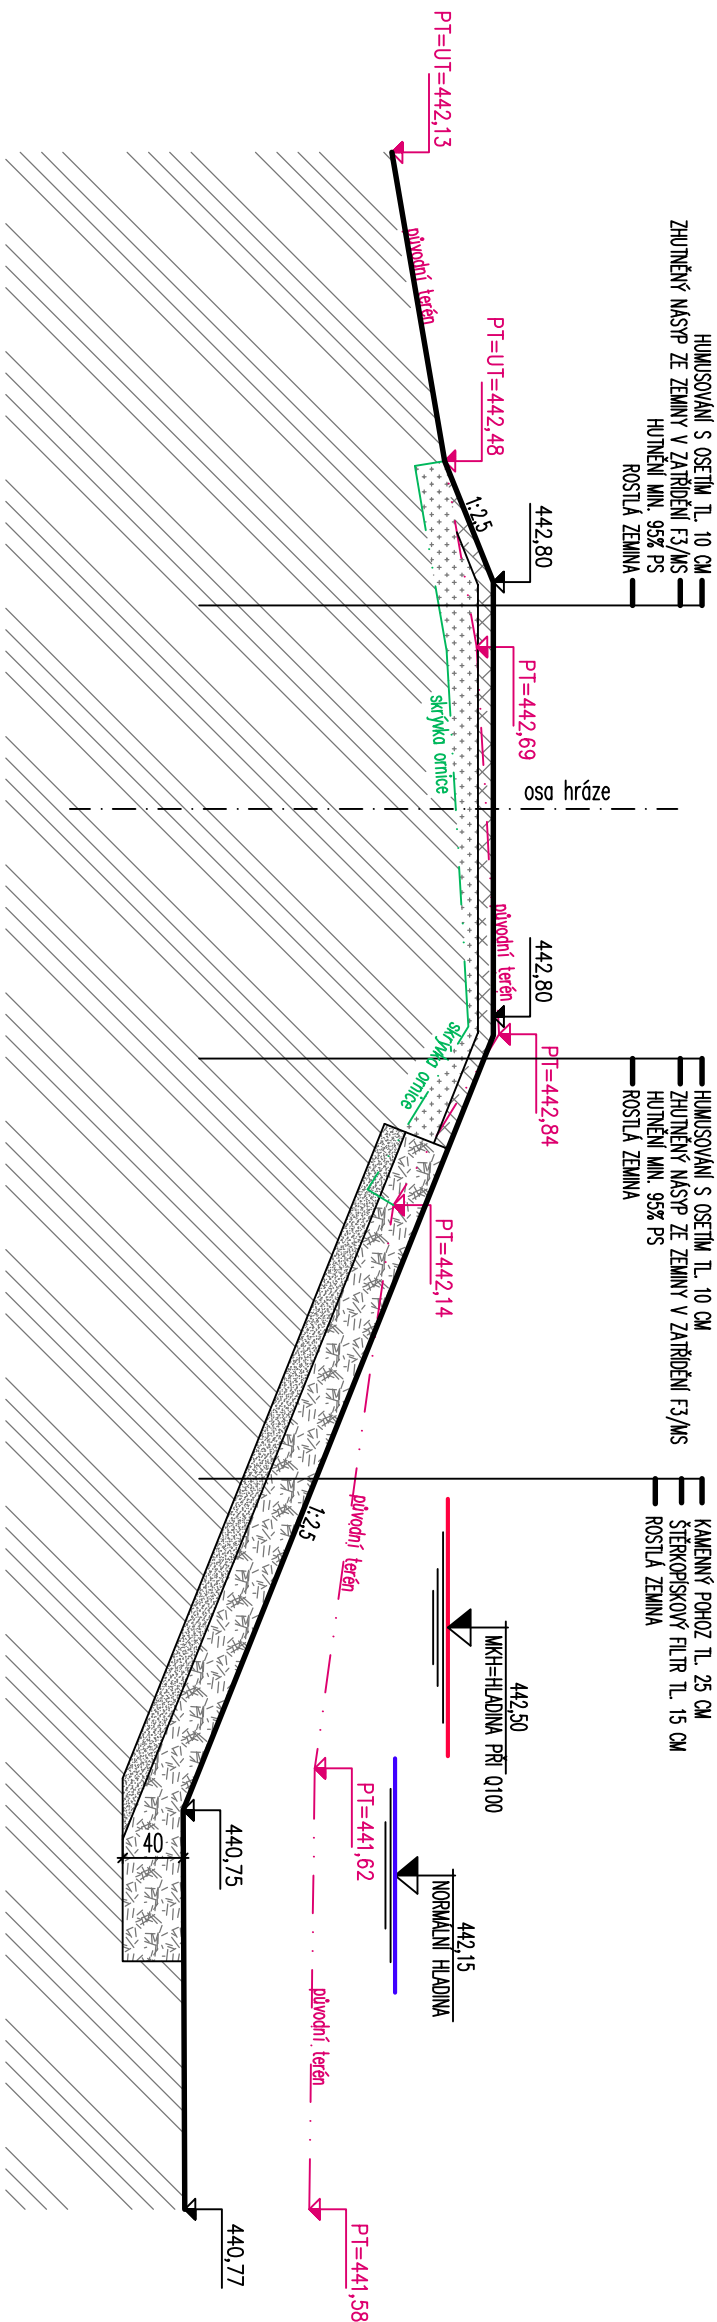 PT=UT=442,13
původní terén
PT=UT=442,48
HUMUSOVÁNÍ S OSETÍM TL. 10 CM
ZHUTNĚNÝ NÁSYP ZE ZEMINY V ZATŘÍDĚNÍ F3/MS
HUTNĚNÍ MIN. 95% PS
ROSTLÁ ZEMINA
1:2,5
442,80
PT=442,69
skrývka ornice
osa hráze
původní terén
442,80
PT=442,84
skrývka ornice
HUMUSOVÁNÍ S OSETÍM TL. 10 CM
ZHUTNĚNÝ NÁSYP ZE ZEMINY V ZATŘÍDĚNÍ F3/MS
HUTNĚNÍ MIN. 95% PS
ROSTLÁ ZEMINA
PT=442,14
KAMENNÝ POHOZ TL. 25 CM
ŠTĚRKOPÍSKOVÝ FILTR TL. 15 CM
ROSTLÁ ZEMINA
1:2,5
původní terén
442,50
MKH=HLADINA PŘI Q100
PT=441,62
40
440,75
442,15
NORMÁLNÍ HLADINA
původní terén
440,77
PT=441,58